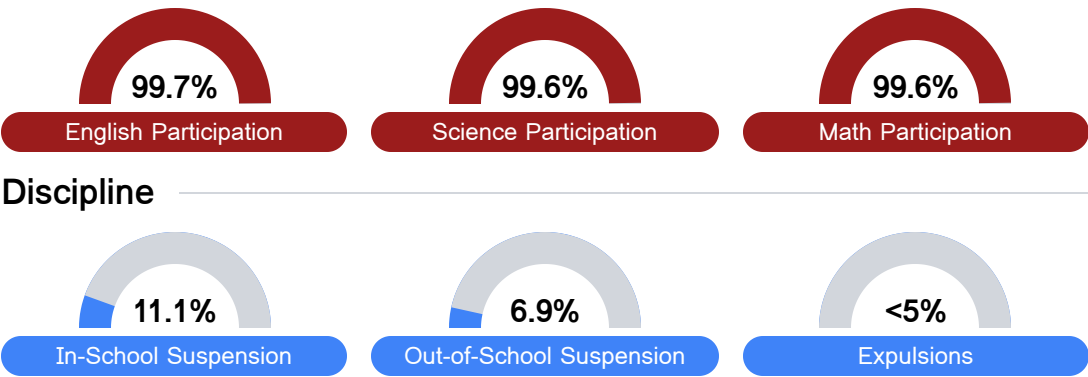 99.7% 99.6% 99.6%
English Participation Science Participation Math Participation
Discipline
11.1% 6.9% <5%
In-School Suspension Out-of-School Suspension Expulsions